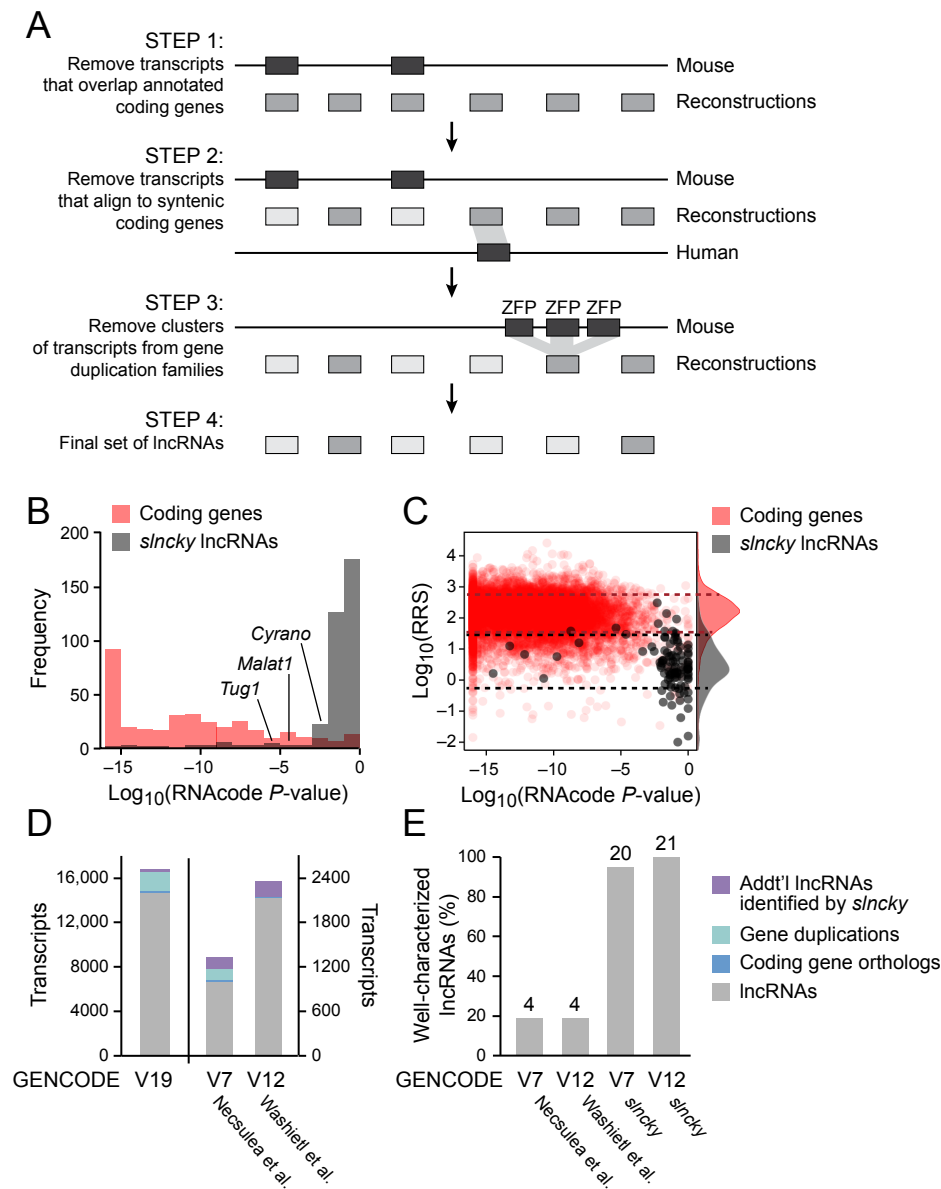 A
STEP 1:
Remove transcripts
that overlap annotated
coding genes
Mouse
Reconstructions
STEP 2:
Remove transcripts
that align to syntenic
coding genes
Mouse
Reconstructions
Human
STEP 3:
Remove clusters
of transcripts from gene
duplication families
ZFP ZFP ZFP
Mouse
Reconstructions
STEP 4:
Final set of lncRNAs
B
Coding genes
slncky lncRNAs
200
150
100
50
0
Frequency
Cyrano
Malat1
Tug1
−15 −10 −5 0
Log10(RNAcode P-value)
C
Coding genes
slncky lncRNAs
4
3
2
1
0
−1
−2
Log10(RRS)
−15 −10 −5 0
Log10(RNAcode P-value)
D
Transcripts
16,000
12,000
8000
4000
0
2400
1800
1200
600
0
Transcripts
GENCODE V19 V7 V12
Necsulea et al.
Washietl et al.
E
Well-characterized
lncRNAs (%)
100
80
60
40
20
0
4 4 20 21
GENCODE V7 V12 V7 V12
Necsulea et al.
Washietl et al.
slncky
slncky
Addt'l lncRNAs
identified by slncky
Gene duplications
Coding gene orthologs
lncRNAs